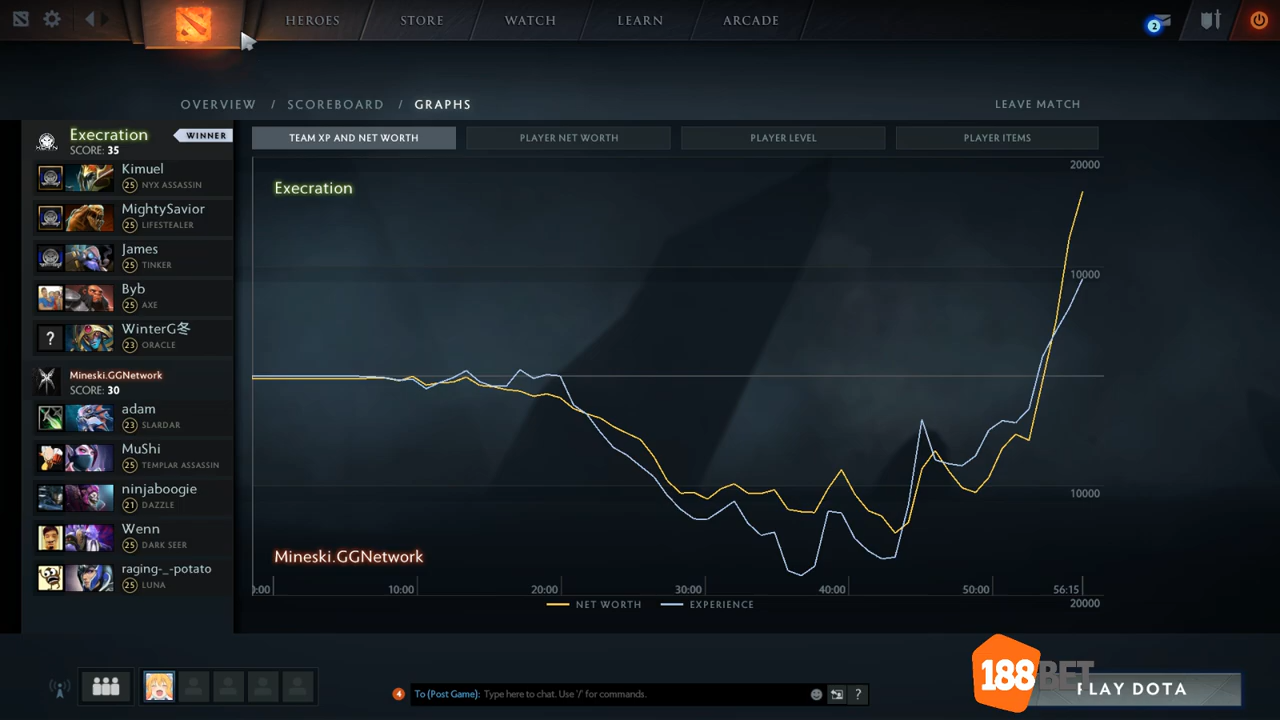 HEROES STORE WATCH LEARN ARCADE 2
OVERVIEW / SCOREBOARD / GRAPHS LEAVE MATCH
Execration WINNER
SCORE: 35
Kimuel
25 NYX ASSASSIN
MightySavior
25 LIFESTEALER
James
25 TINKER
Byb
25 AXE
? WinterG冬
23 ORACLE
Mineski.GGNetwork
SCORE: 30
adam
23 SLARDAR
MuShi
25 TEMPLAR ASSASSIN
ninjaboogie
21 DAZZLE
Wenn
25 DARK SEER
raging-_-potato
25 LUNA
TEAM XP AND NET WORTH PLAYER NET WORTH PLAYER LEVEL PLAYER ITEMS
20000
Execration
10000
10000
Mineski.GGNetwork
0:00 10:00 20:00 30:00 40:00 50:00 56:15
20000
NET WORTH EXPERIENCE
4 To (Post Game): Type here to chat. Use '/' for commands. ?
188BET
PLAY DOTA